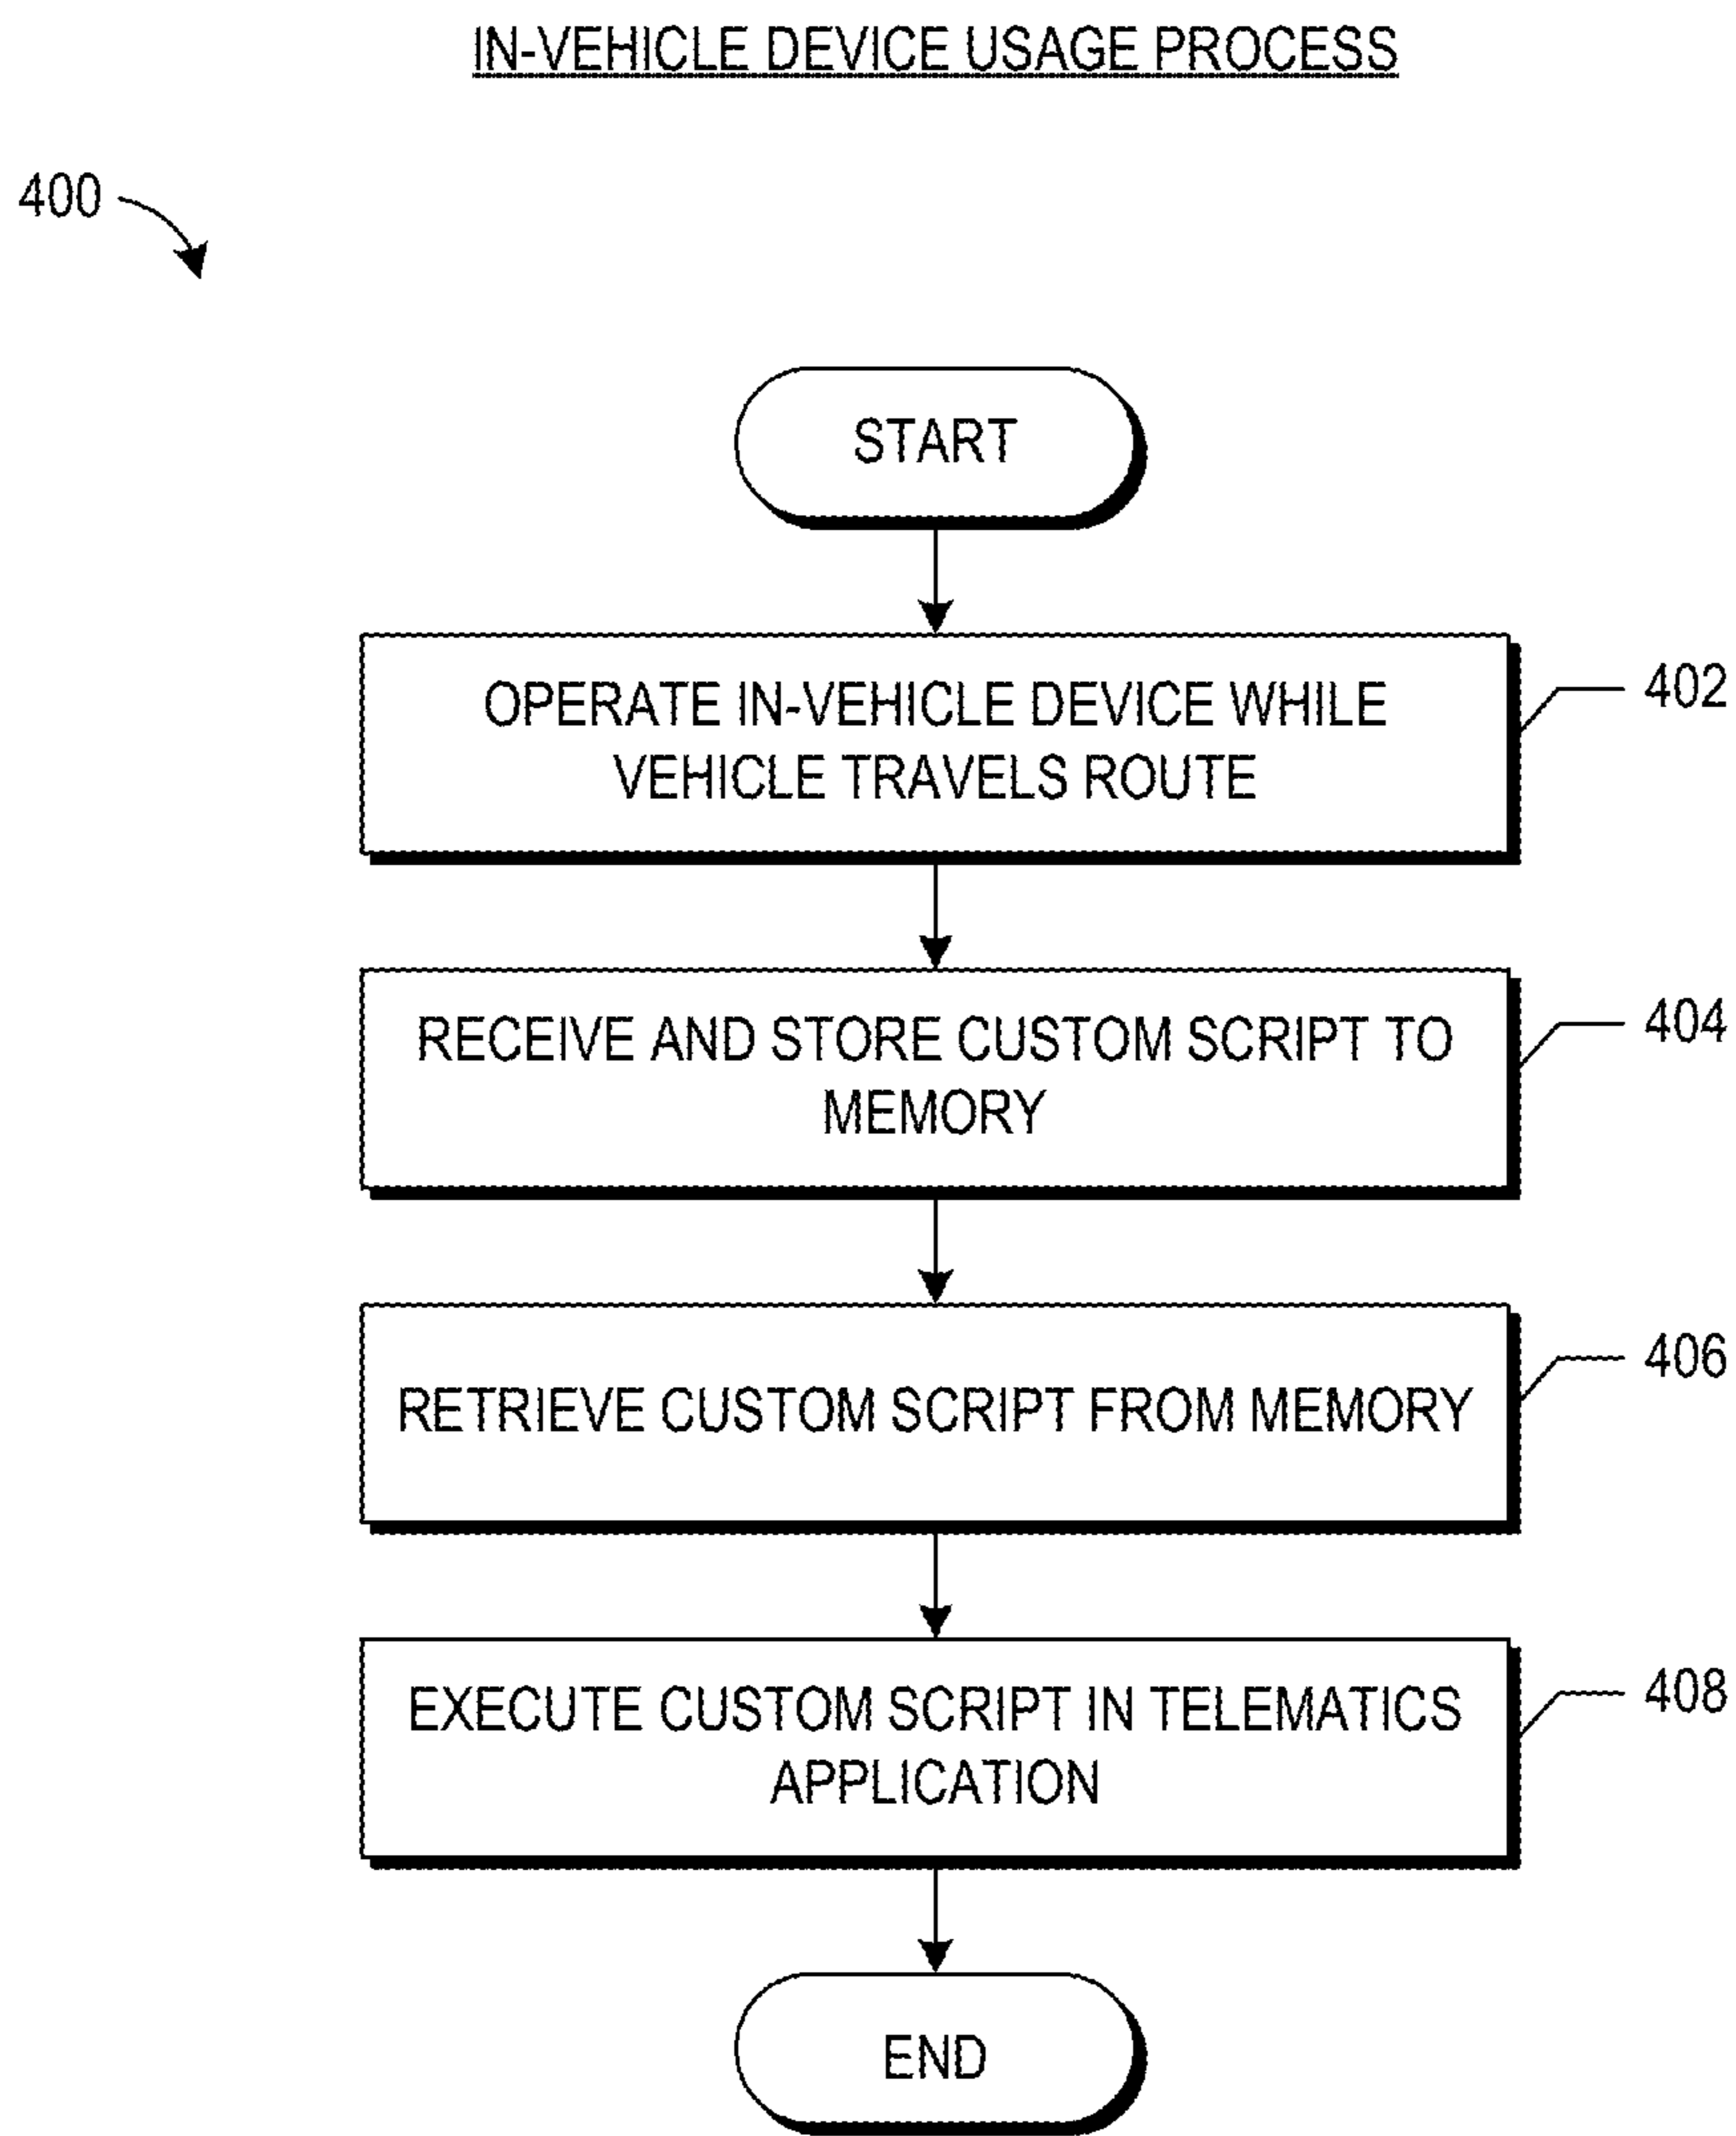 IN-VEHICLE DEVICE USAGE PROCESS
400
START
OPERATE IN-VEHICLE DEVICE WHILE
VEHICLE TRAVELS ROUTE
402
RECEIVE AND STORE CUSTOM SCRIPT TO
MEMORY
404
RETRIEVE CUSTOM SCRIPT FROM MEMORY
406
EXECUTE CUSTOM SCRIPT IN TELEMATICS
APPLICATION
408
END